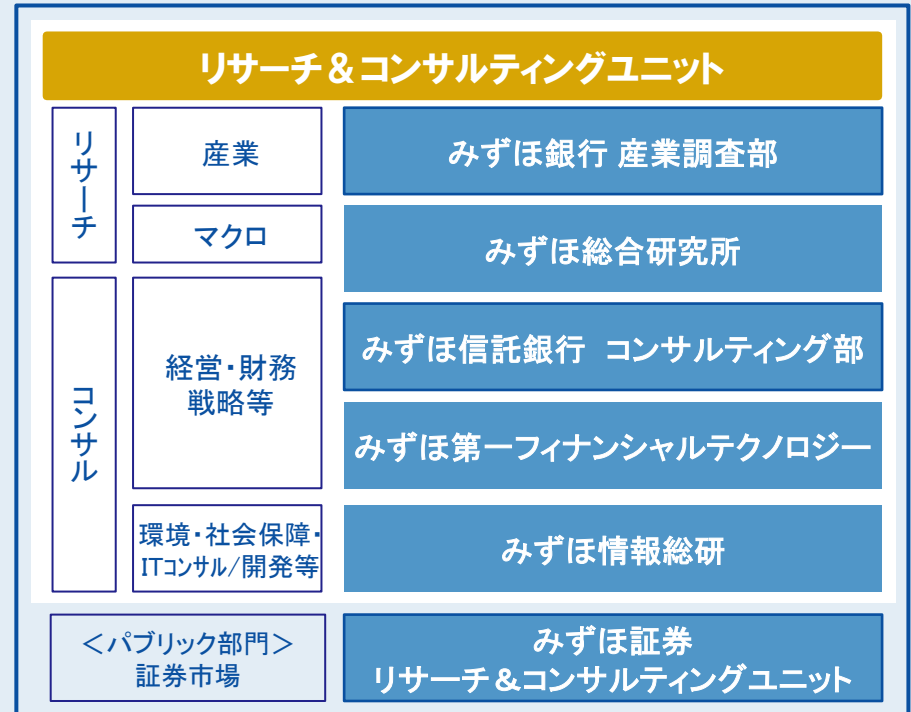 リサーチ&コンサルティングユニット
リサーチ
産業
みずほ銀行 産業調査部
マクロ
みずほ総合研究所
コンサル
経営・財務
戦略等
みずほ信託銀行 コンサルティング部
みずほ第一フィナンシャルテクノロジー
環境・社会保障・
ITコンサル/開発等
みずほ情報総研
<パブリック部門>
証券市場
みずほ証券
リサーチ&コンサルティングユニット